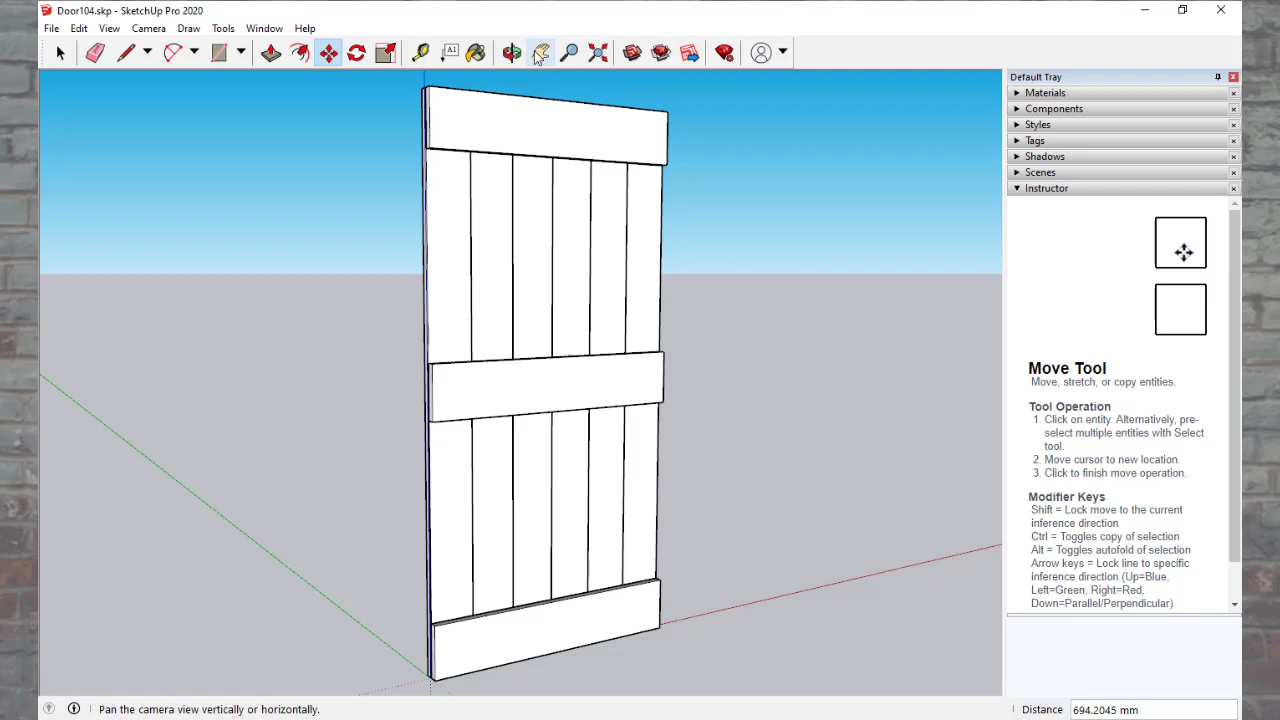 Door104.skp - SketchUp Pro 2020
File Edit View Camera Draw Tools Window Help
A1
Default Tray
Materials
Components
Styles
Tags
Shadows
Scenes
Instructor
Move Tool
Move, stretch, or copy entities.
Tool Operation
1. Click on entity. Alternatively, pre-
select multiple entities with Select
tool.
2. Move cursor to new location.
3. Click to finish move operation.
Modifier Keys
Shift = Lock move to the current
inference direction
Ctrl = Toggles copy of selection
Alt = Toggles autofold of selection
Arrow keys = Lock line to specific
inference direction (Up=Blue,
Left=Green, Right=Red,
Down=Parallel/Perpendicular)
Pan the camera view vertically or horizontally.
Distance 694.2045 mm